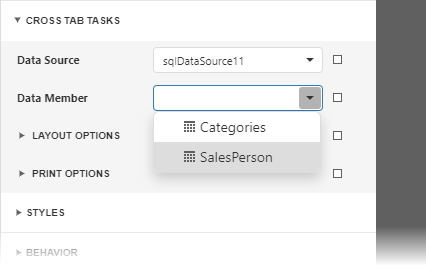 CROSS TAB TASKS
Data Source sqlDataSource11
Data Member
Categories
LAYOUT OPTIONS
SalesPerson
PRINT OPTIONS
STYLES
BEHAVIOR